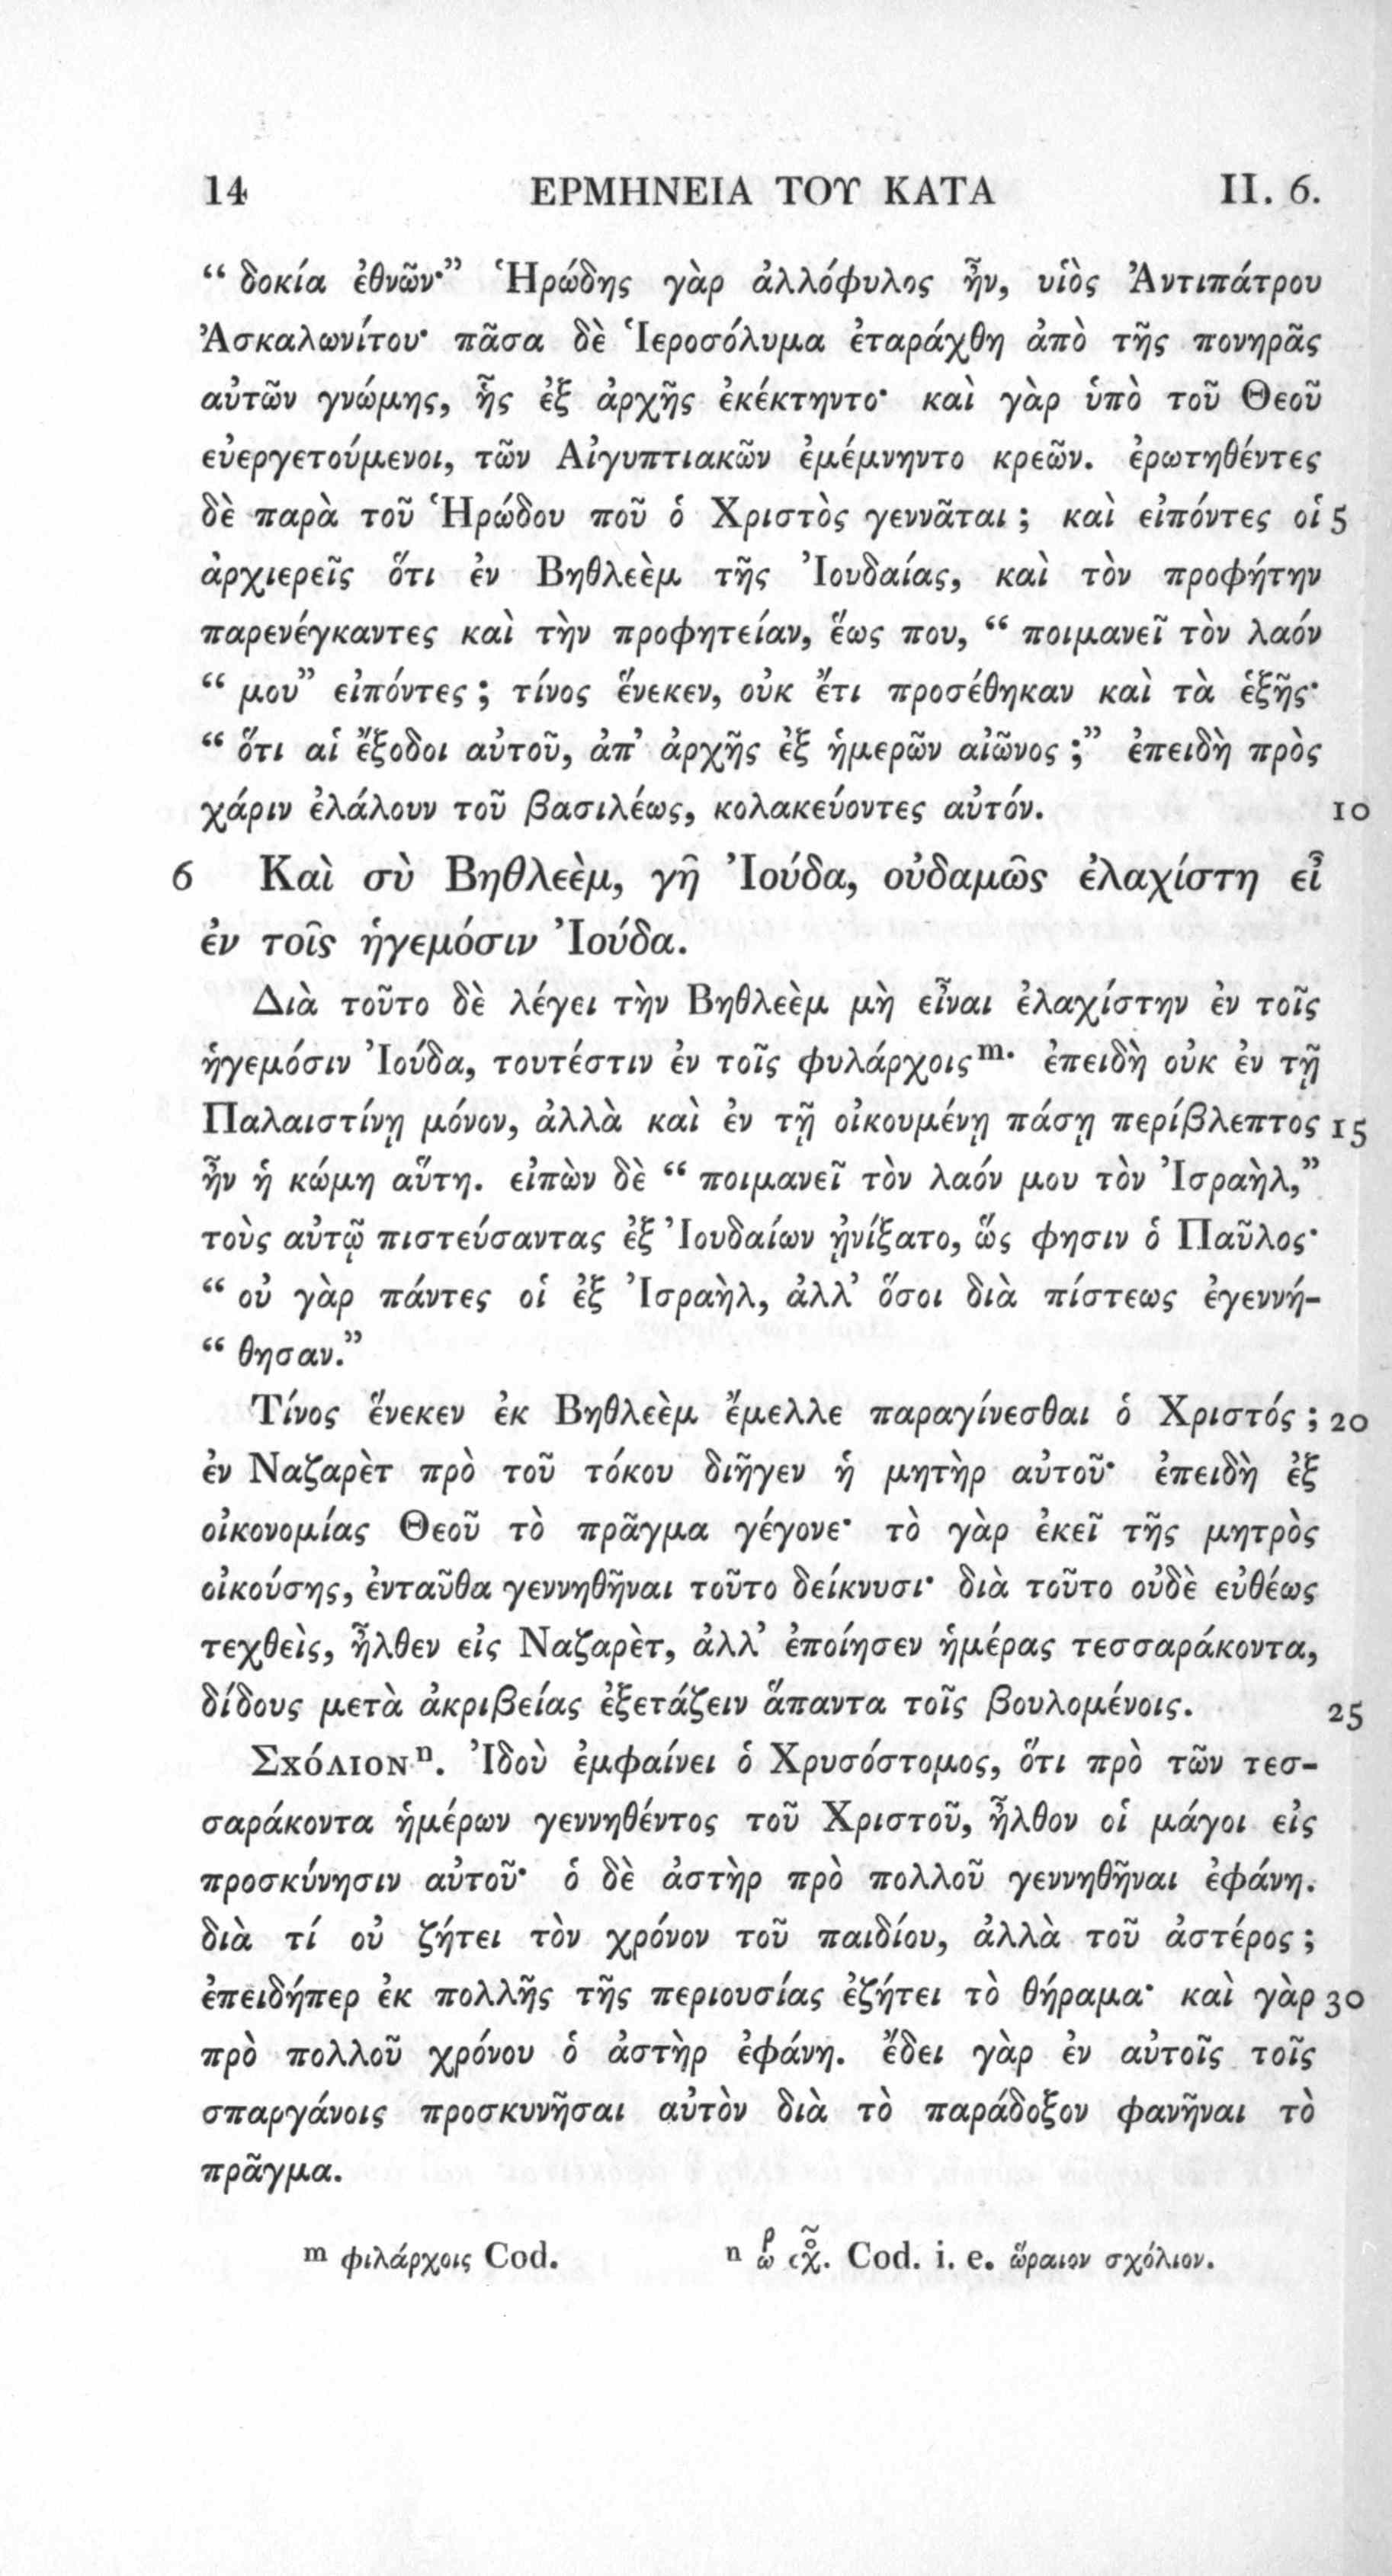 14 ΕΡΜΗΝΕΙΑ ΤΟΥ ΚΑΤΑ II. 6.
“ δοκία ἐθνῶν·” Ἡρώδης γὰρ ἀλλόφυλος ἦν, υἱὸς Ἀντιπάτρου
Ἀσκαλωνίτου· πᾶσα δὲ Ἱεροσόλυμα ἐταράχθη ἀπὸ τῆς πονηρᾶς
αὐτῶν γνώμης, ἧς ἐξ ἀρχῆς ἐκέκτηντο· καὶ γὰρ ὑπὸ τοῦ Θεοῦ
εὐεργετούμενοι, τῶν Αἰγυπτιακῶν ἐμέμνηντο κρεῶν. ἐρωτηθέντες
δὲ παρὰ τοῦ Ἡρώδου ποῦ ὁ Χριστὸς γεννᾶται ; καὶ εἰπόντες οἱ 5
ἀρχιερεῖς ὅτι ἐν Βηθλεὲμ τῆς Ἰουδαίας, καὶ τὸν προφήτην
παρενέγκαντες καὶ τὴν προφητείαν, ἕως που, “ ποιμανεῖ τὸν λαόν
“ μου” εἰπόντες ; τίνος ἕνεκεν, οὐκ ἔτι προσέθηκαν καὶ τὰ ἑξῆς·
“ ὅτι αἱ ἔξοδοι αὐτοῦ, ἀπ’ ἀρχῆς ἐξ ἡμερῶν αἰῶνος ;” ἐπειδὴ πρὸς
χάριν ἐλάλουν τοῦ βασιλέως, κολακεύοντες αὐτόν. 10
6 Καὶ σὺ Βηθλεὲμ, γῆ Ἰούδα, οὐδαμῶς ἐλαχίστη εἶ
ἐν τοῖς ἡγεμόσιν Ἰούδα.
Διὰ τοῦτο δὲ λέγει τὴν Βηθλεὲμ μὴ εἶναι ἐλαχίστην ἐν τοῖς
ἡγεμόσιν Ἰούδα, τουτέστιν ἐν τοῖς φυλάρχοις m· ἐπειδὴ οὐκ ἐν τῇ
Παλαιστίνῃ μόνον, ἀλλὰ καὶ ἐν τῇ οἰκουμένῃ πάσῃ περίβλεπτος 15
ἦν ἡ κώμη αὕτη. εἰπὼν δὲ “ ποιμανεῖ τὸν λαόν μου τὸν Ἰσραὴλ,”
τοὺς αὐτῷ πιστεύσαντας ἐξ Ἰουδαίων ᾐνίξατο, ὥς φησιν ὁ Παῦλος·
“ οὐ γὰρ πάντες οἱ ἐξ Ἰσραὴλ, ἀλλ’ ὅσοι διὰ πίστεως ἐγεννή-
“ θησαν.”
Τίνος ἕνεκεν ἐκ Βηθλεὲμ ἔμελλε παραγίνεσθαι ὁ Χριστός ; 20
ἐν Ναζαρὲτ πρὸ τοῦ τόκου διῆγεν ἡ μητὴρ αὐτοῦ· ἐπειδὴ ἐξ
οἰκονομίας Θεοῦ τὸ πρᾶγμα γέγονε· τὸ γὰρ ἐκεῖ τῆς μητρὸς
οἰκούσης, ἐνταῦθα γεννηθῆναι τοῦτο δείκνυσι· διὰ τοῦτο οὐδὲ εὐθέως
τεχθεὶς, ἦλθεν εἰς Ναζαρὲτ, ἀλλ’ ἐποίησεν ἡμέρας τεσσαράκοντα,
δίδους μετὰ ἀκριβείας ἐξετάζειν ἅπαντα τοῖς βουλομένοις. 25
Σχόλιον n. Ἰδοὺ ἐμφαίνει ὁ Χρυσόστομος, ὅτι πρὸ τῶν τεσ-
σαράκοντα ἡμέρων γεννηθέντος τοῦ Χριστοῦ, ἦλθον οἱ μάγοι εἰς
προσκύνησιν αὐτοῦ· ὁ δὲ ἀστὴρ πρὸ πολλοῦ γεννηθῆναι ἐφάνη.
διὰ τί οὐ ζήτει τὸν χρόνον τοῦ παιδίου, ἀλλὰ τοῦ ἀστέρος ;
ἐπειδήπερ ἐκ πολλῆς τῆς περιουσίας ἐζήτει τὸ θήραμα· καὶ γὰρ 30
πρὸ πολλοῦ χρόνου ὁ ἀστὴρ ἐφάνη. ἔδει γὰρ ἐν αὐτοῖς τοῖς
σπαργάνοις προσκυνῆσαι αὐτὸν διὰ τὸ παράδοξον φανῆναι τὸ
πρᾶγμα.
m φιλάρχοις Cod. n Cod. i. e. ὥραιον σχόλιον.